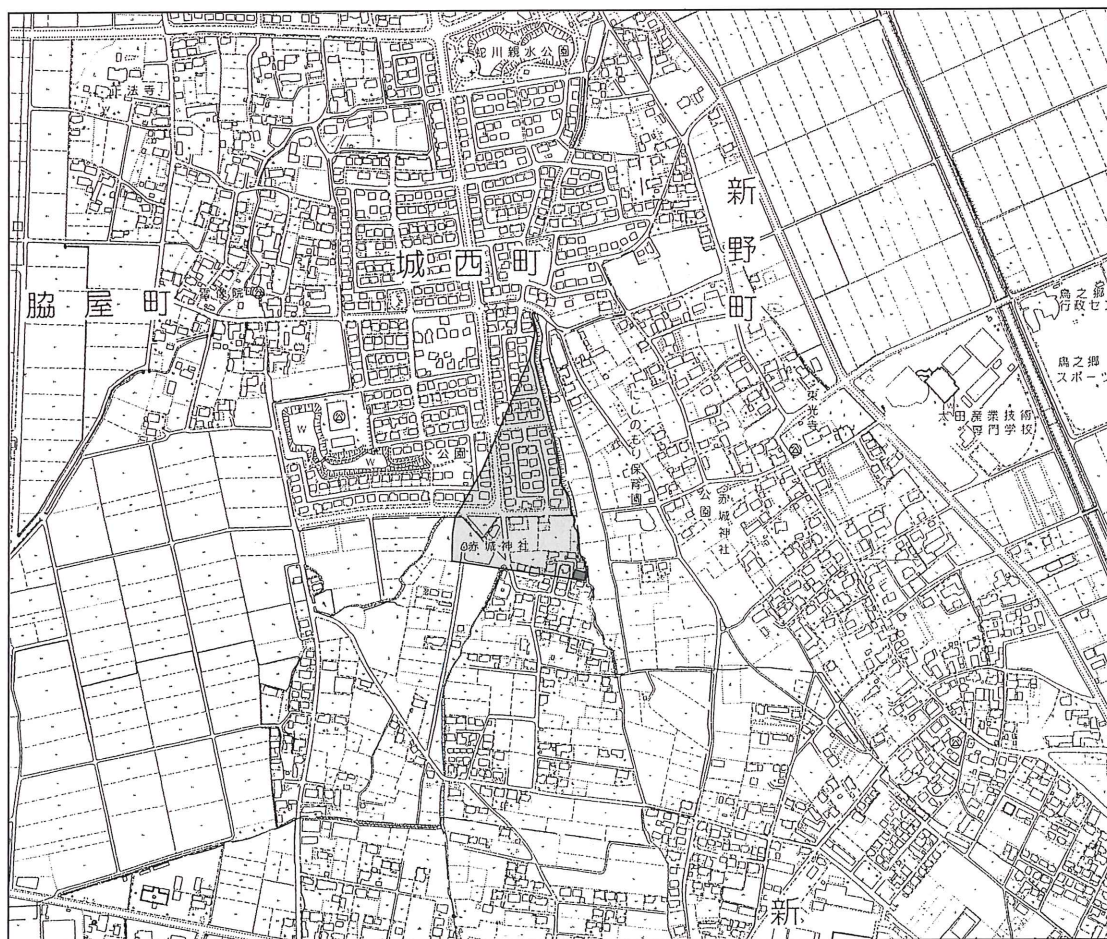 蛇川親水公園
正法寺
W
新野町
城西町
脇屋町
鳥之郷
行政セ
鳥之郷
スポーツ
太田産業技術
専門学校
東光寺
にしのもり保育園
公園
赤城神社
W
W
公園
赤城神社
新